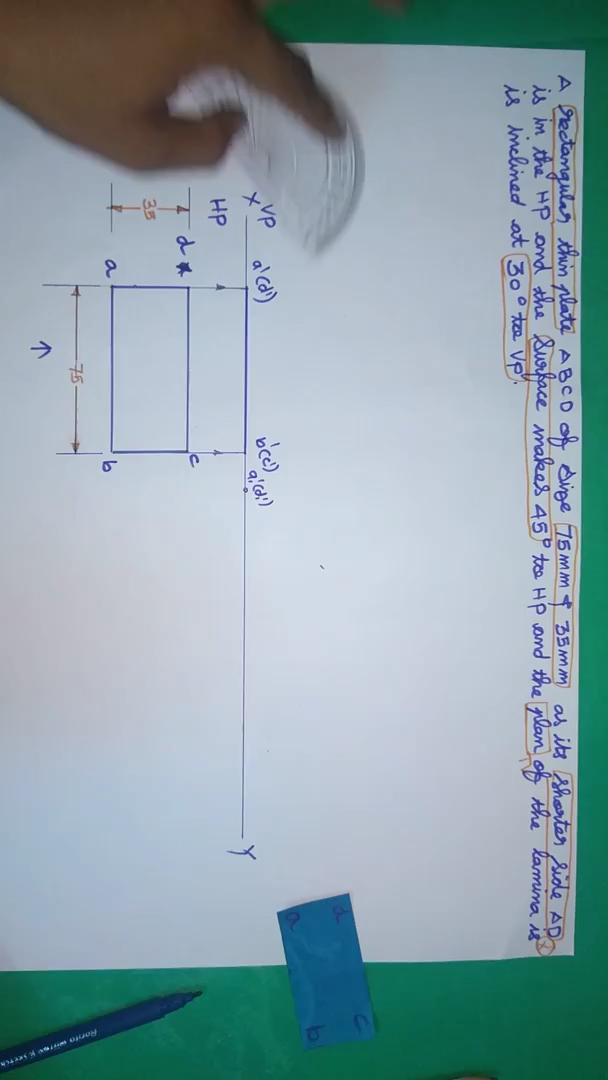 A rectangular thin plate ABCD of size 75mm & 35mm as its shorter side AD
is in the HP and the surface makes 45° too HP and the plan of the lamina is
is inclined at 30° too VP.
a'(d') b'(c') a₁'(d₁')
X VP Y
HP
d c
35
a b
75
d c
a b